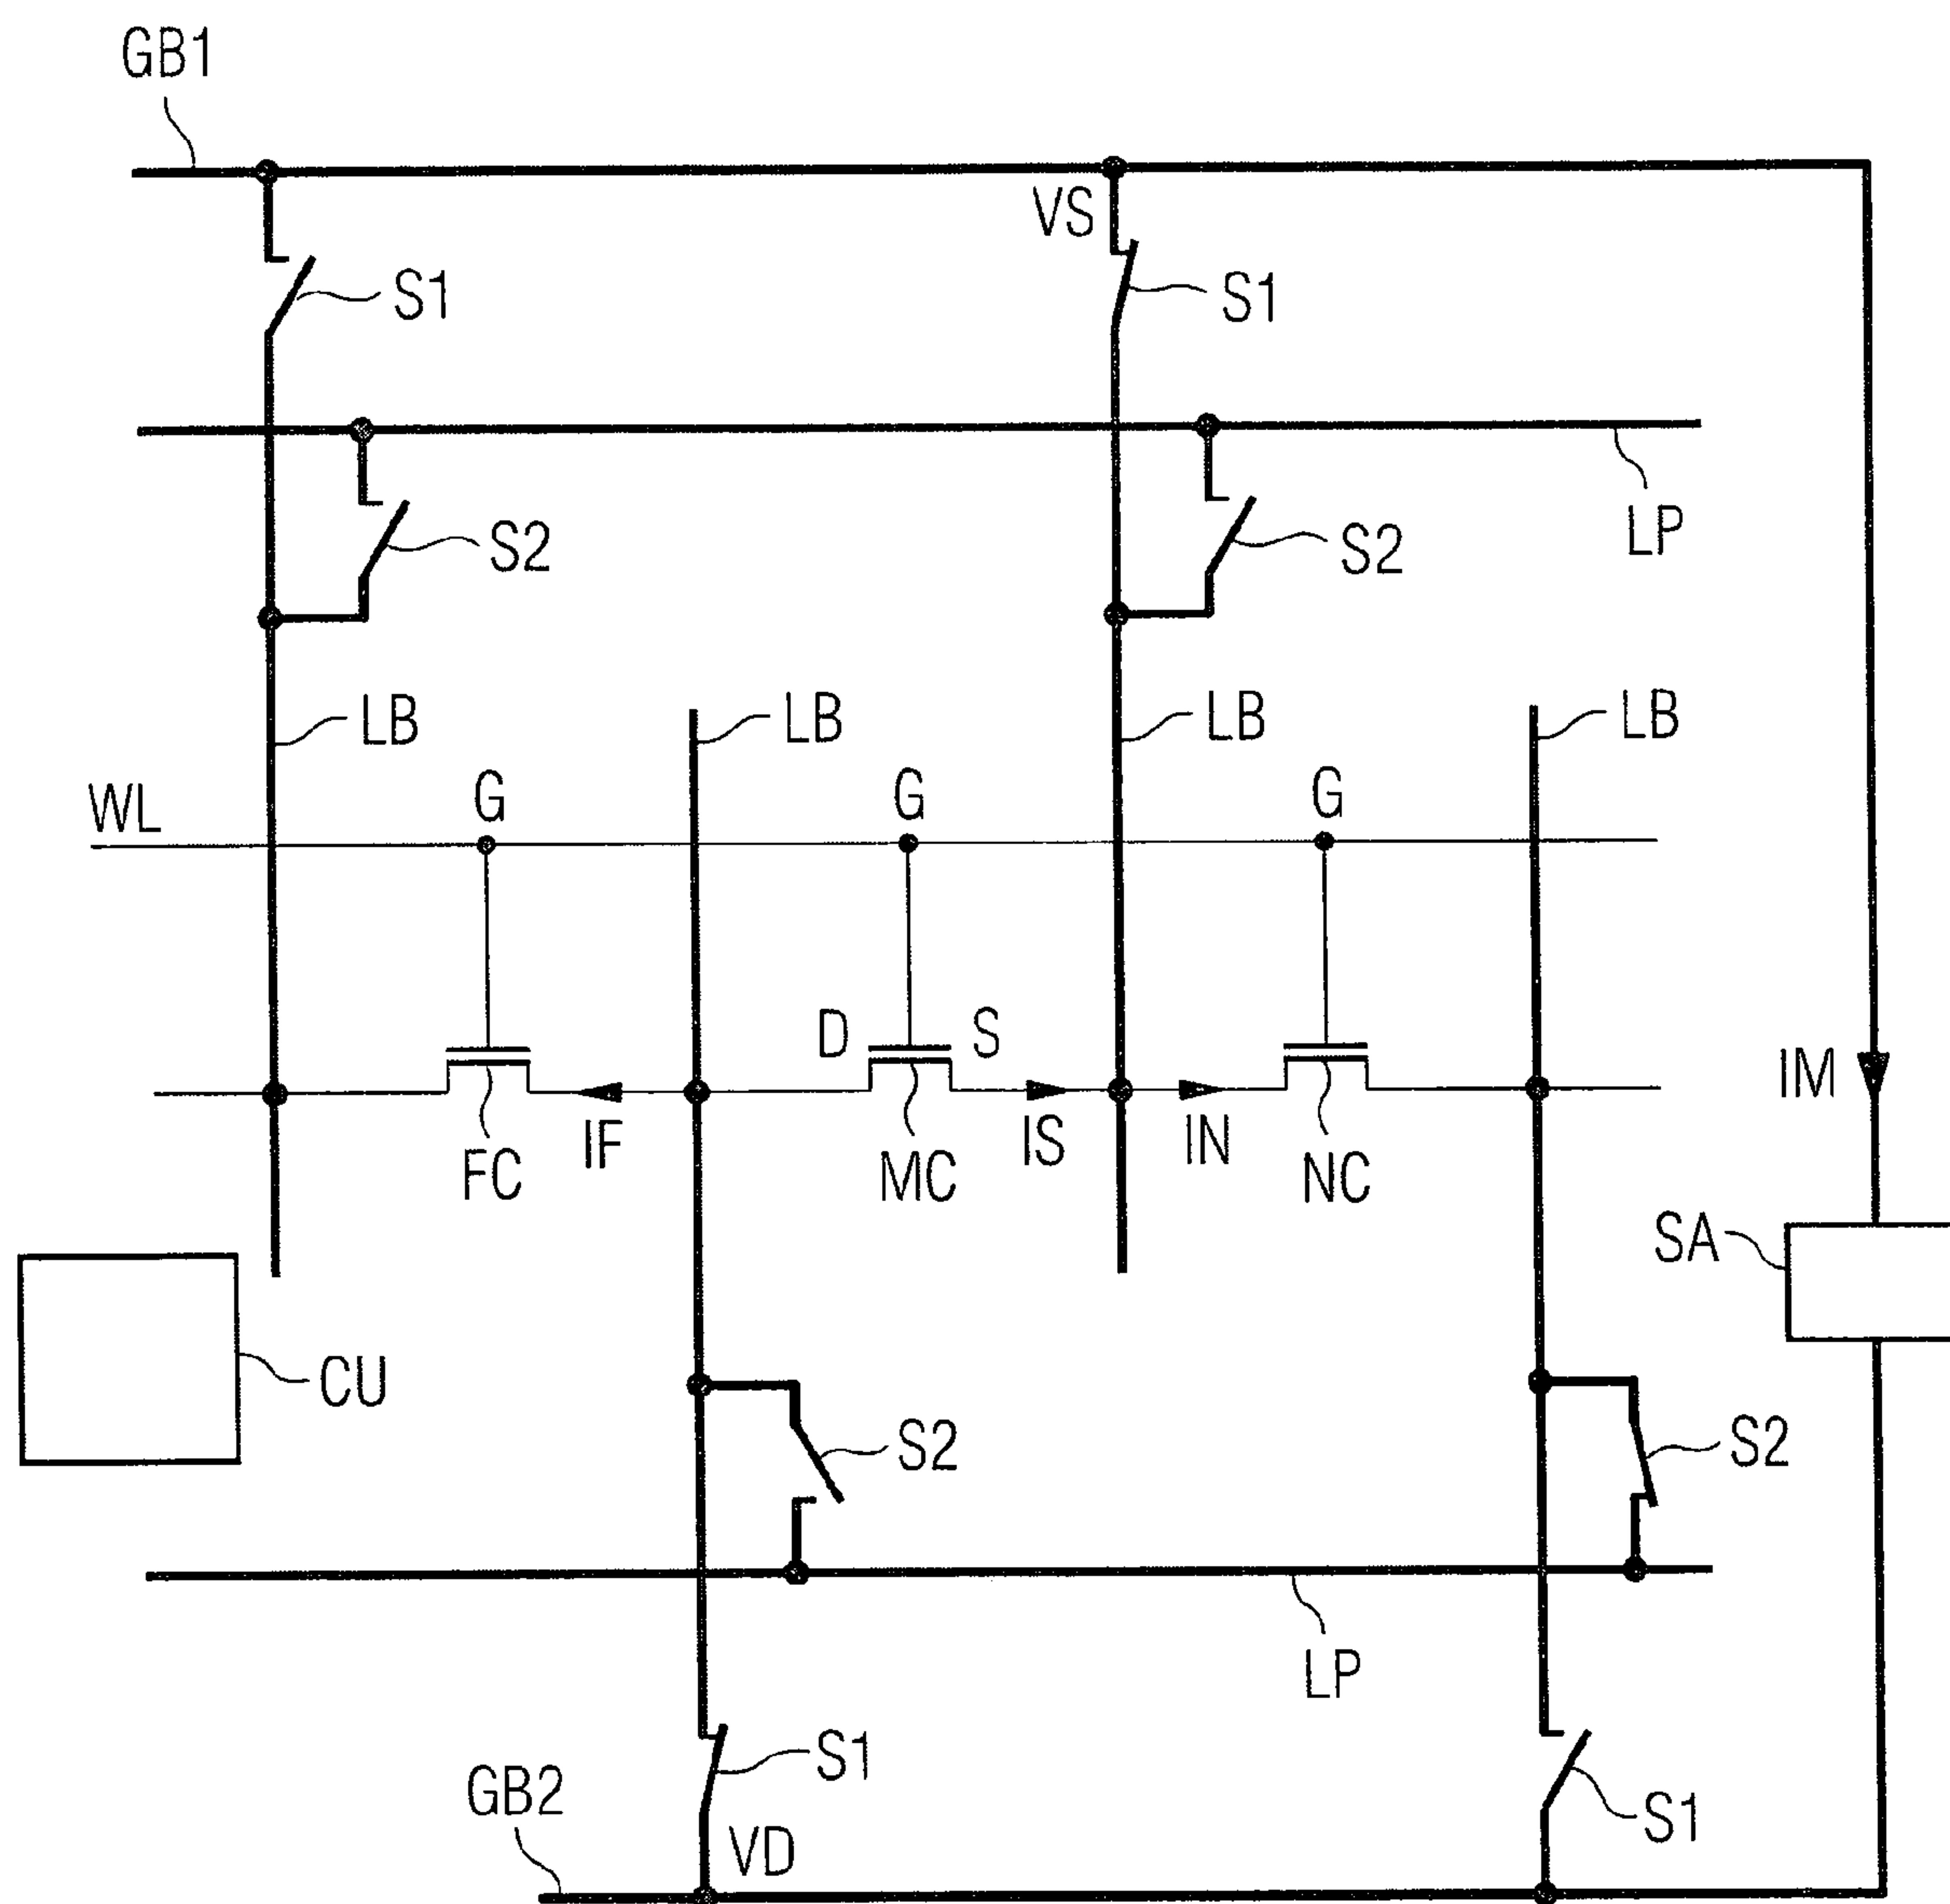 GB1
VS
S1
S1
S2
S2
LP
LB
LB
LB
LB
WL
G
G
G
D
S
IM
IF
IS
IN
FC
MC
NC
SA
CU
S2
S2
LP
S1
GB2
S1
VD